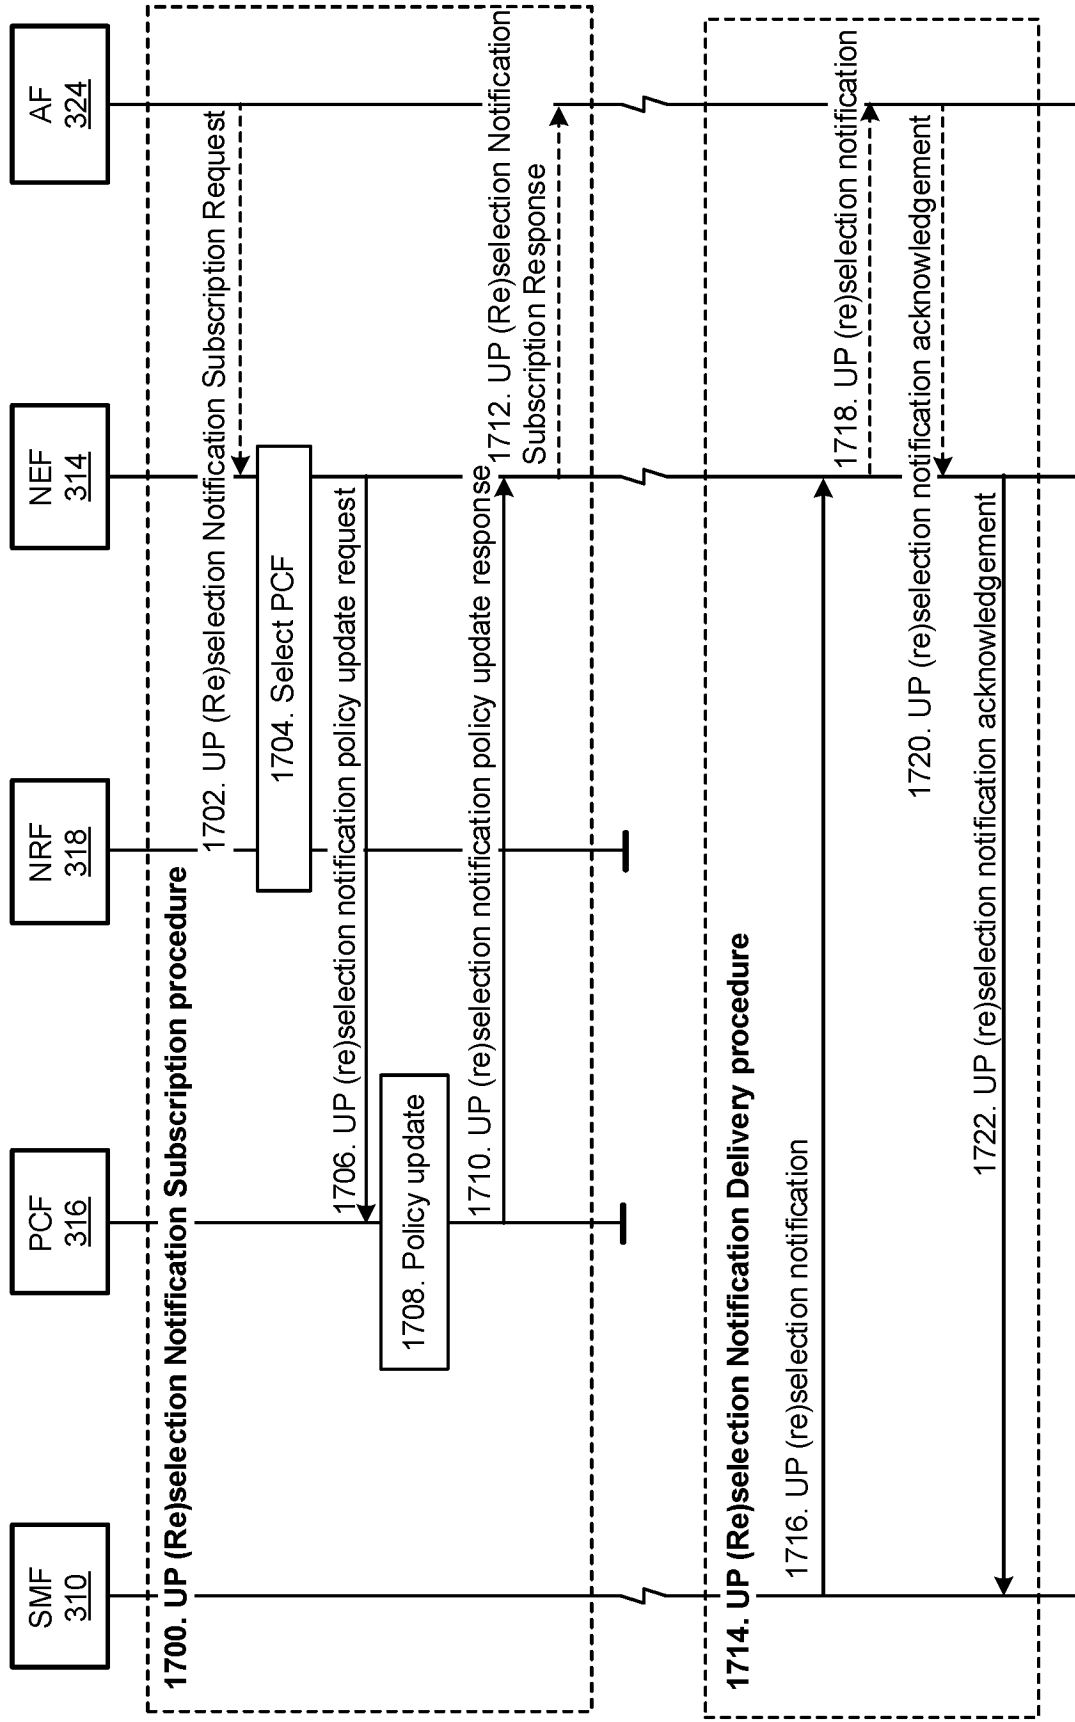 SMF
310
PCF
316
NRF
318
NEF
314
AF
324
1700. UP (Re)selection Notification Subscription procedure
1702. UP (Re)selection Notification Subscription Request
1704. Select PCF
1706. UP (re)selection notification policy update request
1708. Policy update
1710. UP (re)selection notification policy update response
1712. UP (Re)selection Notification
Subscription Response
1714. UP (Re)selection Notification Delivery procedure
1716. UP (re)selection notification
1718. UP (re)selection notification
1720. UP (re)selection notification acknowledgement
1722. UP (re)selection notification acknowledgement